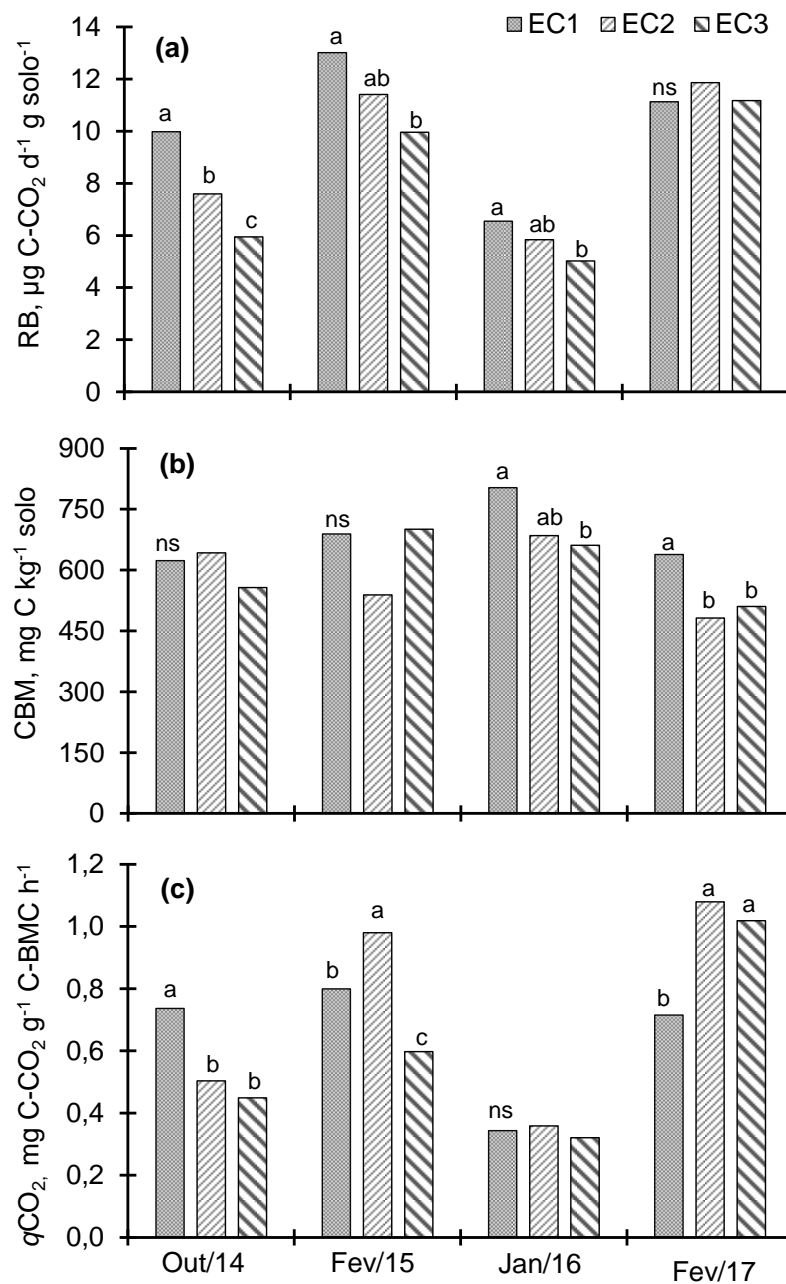 EC1 EC2 EC3
(a)
RB, µg C-CO₂ d⁻¹ g solo⁻¹
14
12
10
8
6
4
2
0
a b c
a ab b
a ab b
ns
(b)
CBM, mg C kg⁻¹ solo
900
750
600
450
300
150
0
ns
ns
a ab b
a b b
(c)
qCO₂, mg C-CO₂ g⁻¹ C-BMC h⁻¹
1,2
1,0
0,8
0,6
0,4
0,2
0,0
a b b
b a c
ns
b a a
Out/14 Fev/15 Jan/16 Fev/17